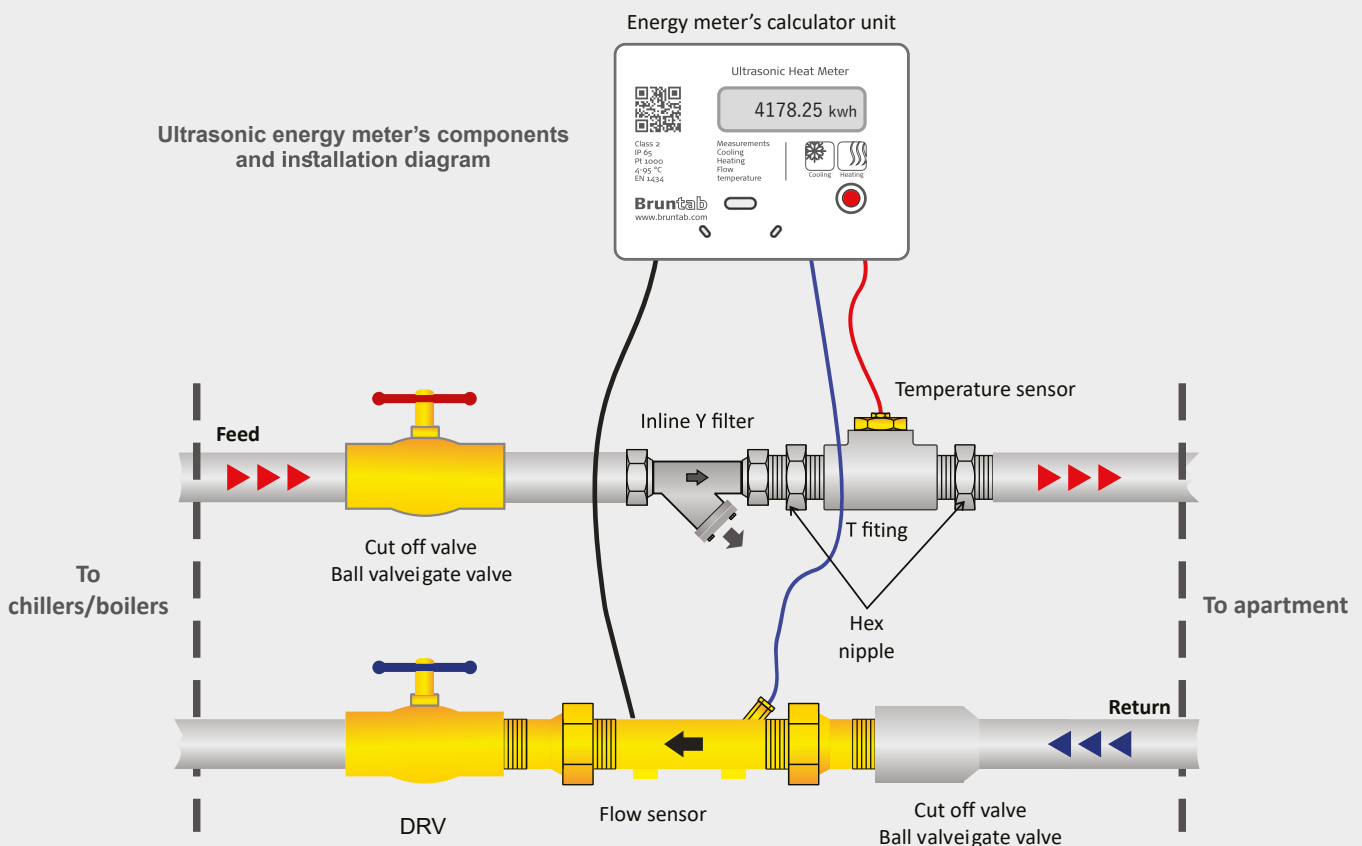 Energy meter's calculator unit
Ultrasonic energy meter's components
and installation diagram
Ultrasonic Heat Meter
4178.25 kwh
Class 2
IP 65
Pt 1000
4-95 °C
EN 1434
Measurements
Cooling
Heating
Flow
temperature
Cooling
Heating
Bruntab
www.bruntab.com
Temperature sensor
Inline Y filter
Feed
T fiting
Cut off valve
Ball valveigate valve
To
chillers/boilers
To apartment
Hex
nipple
Return
Flow sensor
DRV
Cut off valve
Ball valveigate valve